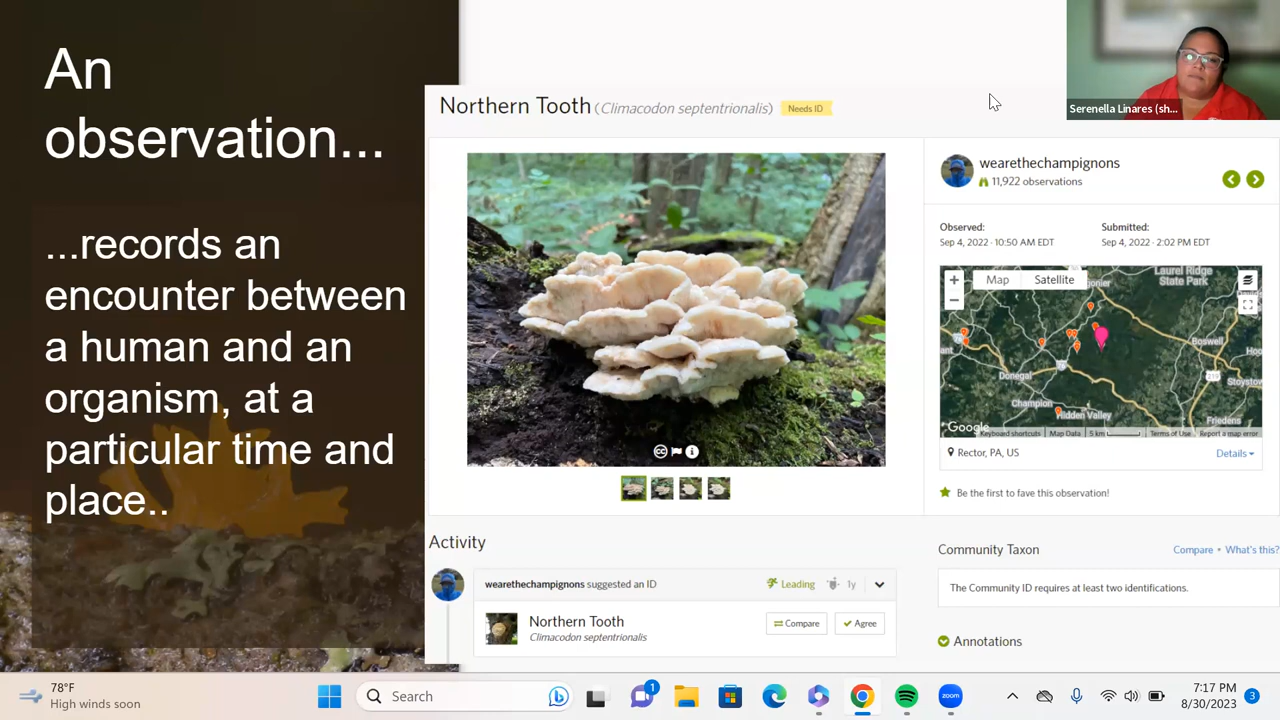 An
observation...
...records an
encounter between
a human and an
organism, at a
particular time and
place..
Northern Tooth (Climacodon septentrionalis) Needs ID
Serenella Linares (sh...
wearethechampignons
11,922 observations
Observed: Submitted:
Sep 4, 2022 · 10:50 AM EDT Sep 4, 2022 · 2:02 PM EDT
Map Satellite
Laurel Ridge
State Park
Boswell
Donegal
Champion
Hidden Valley
Stoystow
Friedens
Google
Keyboard shortcuts Map Data 5 km Terms of Use Report a map error
Rector, PA, US Details
Be the first to fave this observation!
Activity
wearethechampignons suggested an ID Leading 1y
Northern Tooth
Climacodon septentrionalis
Compare Agree
Community Taxon Compare · What's this?
The Community ID requires at least two identifications.
Annotations
78°F
High winds soon
Search
1
zoom
7:17 PM
8/30/2023
3